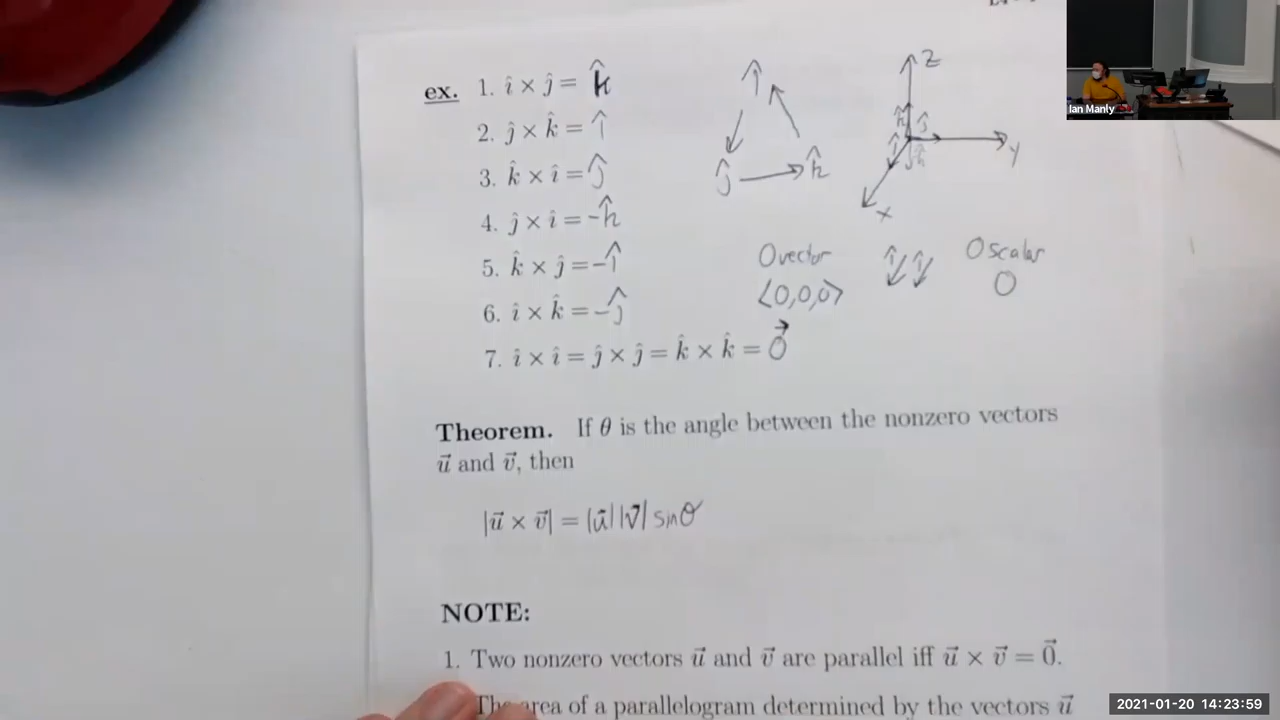 ex. 1. î × ĵ = k̂
2. ĵ × k̂ = î
3. k̂ × î = ĵ
4. ĵ × î = -k̂
5. k̂ × ĵ = -î
6. î × k̂ = -ĵ
7. î × î = ĵ × ĵ = k̂ × k̂ = 0⃗
î
ĵ k̂
z
k̂ ĵ
î
y
x
0 vector
<0,0,0>
0 scalar
0
Theorem. If θ is the angle between the nonzero vectors
u⃗ and v⃗, then
|u⃗ × v⃗| = |u⃗| |v⃗| sinθ
NOTE:
1. Two nonzero vectors u⃗ and v⃗ are parallel iff u⃗ × v⃗ = 0⃗.
The area of a parallelogram determined by the vectors u⃗
Ian Manly
2021-01-20 14:23:59